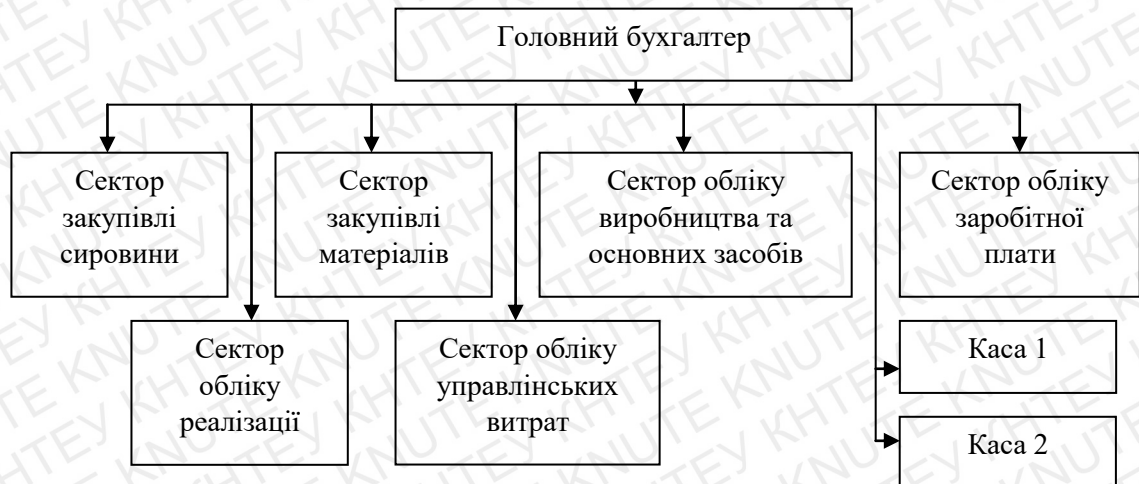 Головний бухгалтер
Сектор
закупівлі
сировини
Сектор
закупівлі
матеріалів
Сектор обліку
виробництва та
основних засобів
Сектор обліку
заробітної
плати
Сектор
обліку
реалізації
Сектор обліку
управлінських
витрат
Каса 1
Каса 2